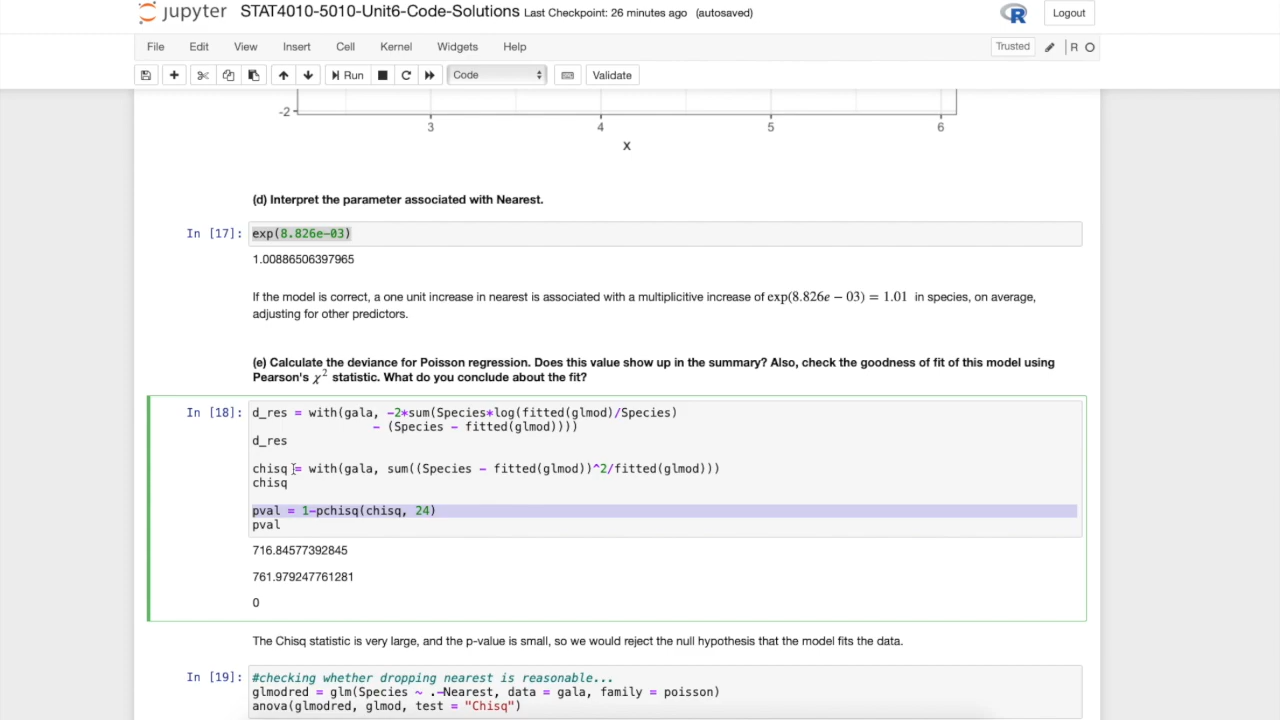 jupyter STAT4010-5010-Unit6-Code-Solutions Last Checkpoint: 26 minutes ago (autosaved)
R Logout
File Edit View Insert Cell Kernel Widgets Help
Trusted R
Run Code Validate
-2
3 4 5 6
X
(d) Interpret the parameter associated with Nearest.
In [17]: exp(8.826e-03)
1.00886506397965
If the model is correct, a one unit increase in nearest is associated with a multiplicitive increase of exp(8.826e − 03) = 1.01 in species, on average,
adjusting for other predictors.
(e) Calculate the deviance for Poisson regression. Does this value show up in the summary? Also, check the goodness of fit of this model using
Pearson's χ² statistic. What do you conclude about the fit?
In [18]: d_res = with(gala, -2*sum(Species*log(fitted(glmod)/Species)
- (Species - fitted(glmod))))
d_res
chisq = with(gala, sum((Species - fitted(glmod))^2/fitted(glmod)))
chisq
pval = 1-pchisq(chisq, 24)
pval
716.84577392845
761.979247761281
0
The Chisq statistic is very large, and the p-value is small, so we would reject the null hypothesis that the model fits the data.
In [19]: #checking whether dropping nearest is reasonable...
glmodred = glm(Species ~ .-Nearest, data = gala, family = poisson)
anova(glmodred, glmod, test = "Chisq")